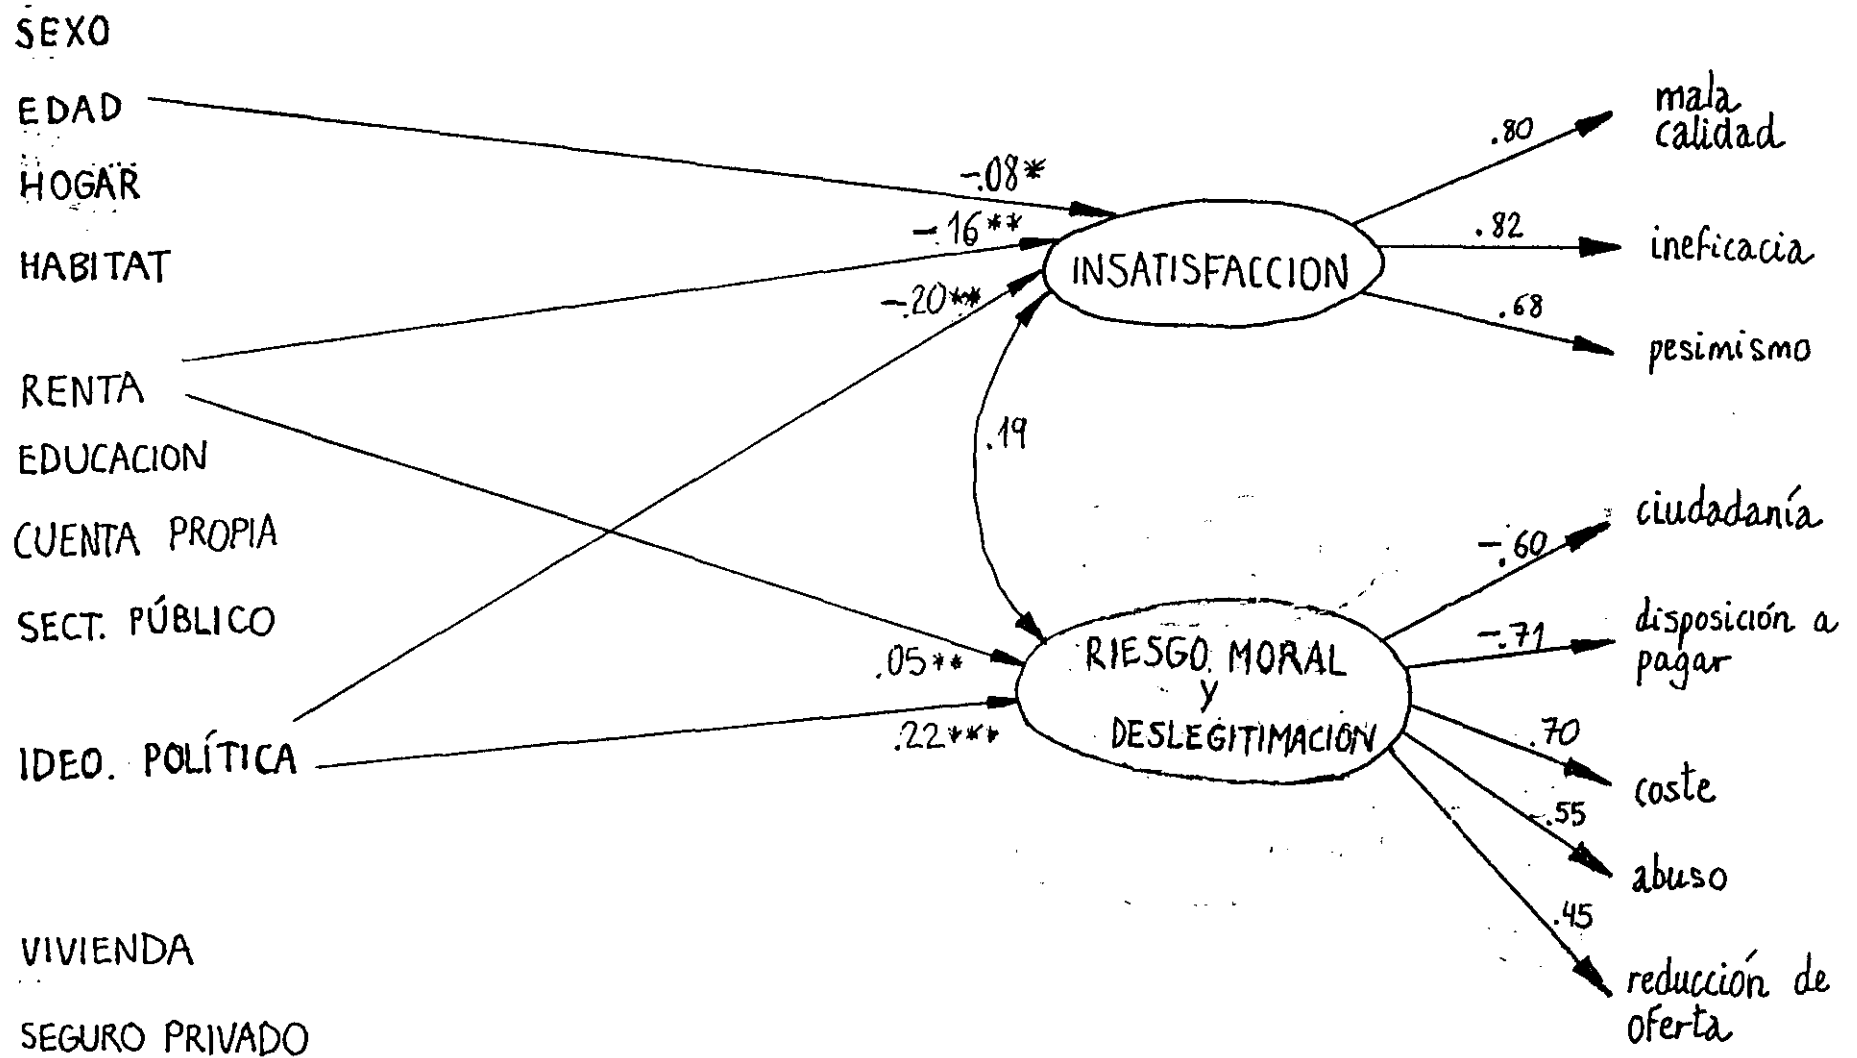 SEXO
EDAD
HOGAR
HABITAT
RENTA
EDUCACION
CUENTA PROPIA
SECT. PÚBLICO
IDEO. POLÍTICA
VIVIENDA
SEGURO PRIVADO
-.08*
-.16**
-.20**
.19
.05**
.22***
INSATISFACCION
RIESGO MORAL
Y
DESLEGITIMACIÓN
.80
.82
.68
-.60
-.71
.70
.55
.45
mala
calidad
ineficacia
pesimismo
ciudadanía
disposición a
pagar
coste
abuso
reducción de
oferta